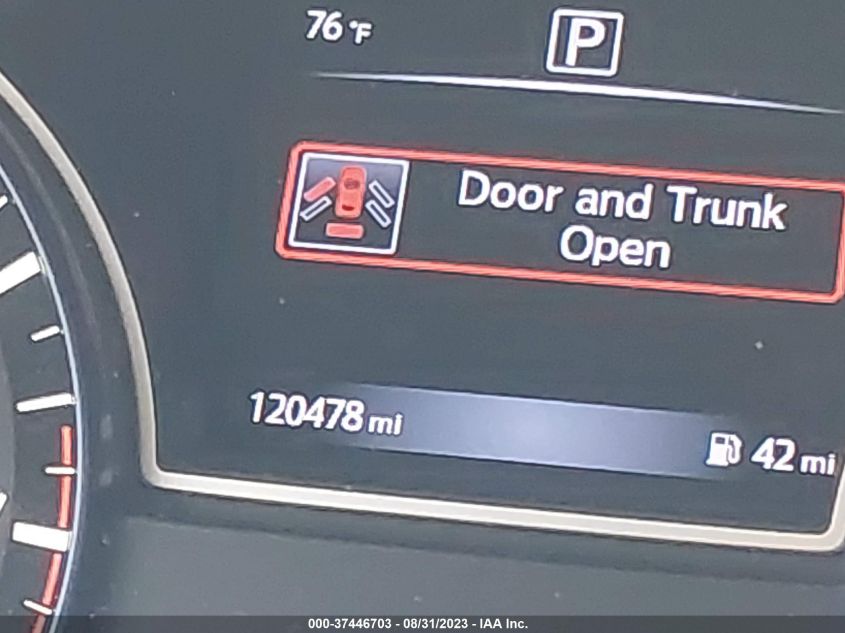 76°F
P
Door and Trunk
Open
120478 mi
42 mi
000-37446703 - 08/31/2023 - IAA Inc.